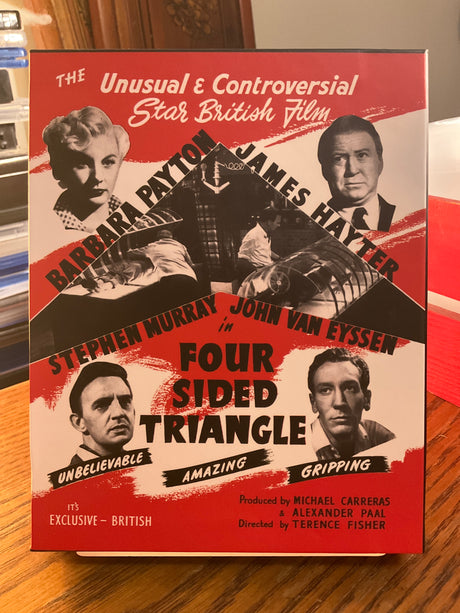 THE Unusual & Controversial
Star British Film
BARBARA PAYTON
JAMES HAYTER
STEPHEN MURRAY
JOHN VAN EYSSEN
in
FOUR
SIDED
TRIANGLE
UNBELIEVABLE
AMAZING
GRIPPING
IT'S
EXCLUSIVE – BRITISH
Produced by MICHAEL CARRERAS
& ALEXANDER PAAL
Directed by TERENCE FISHER